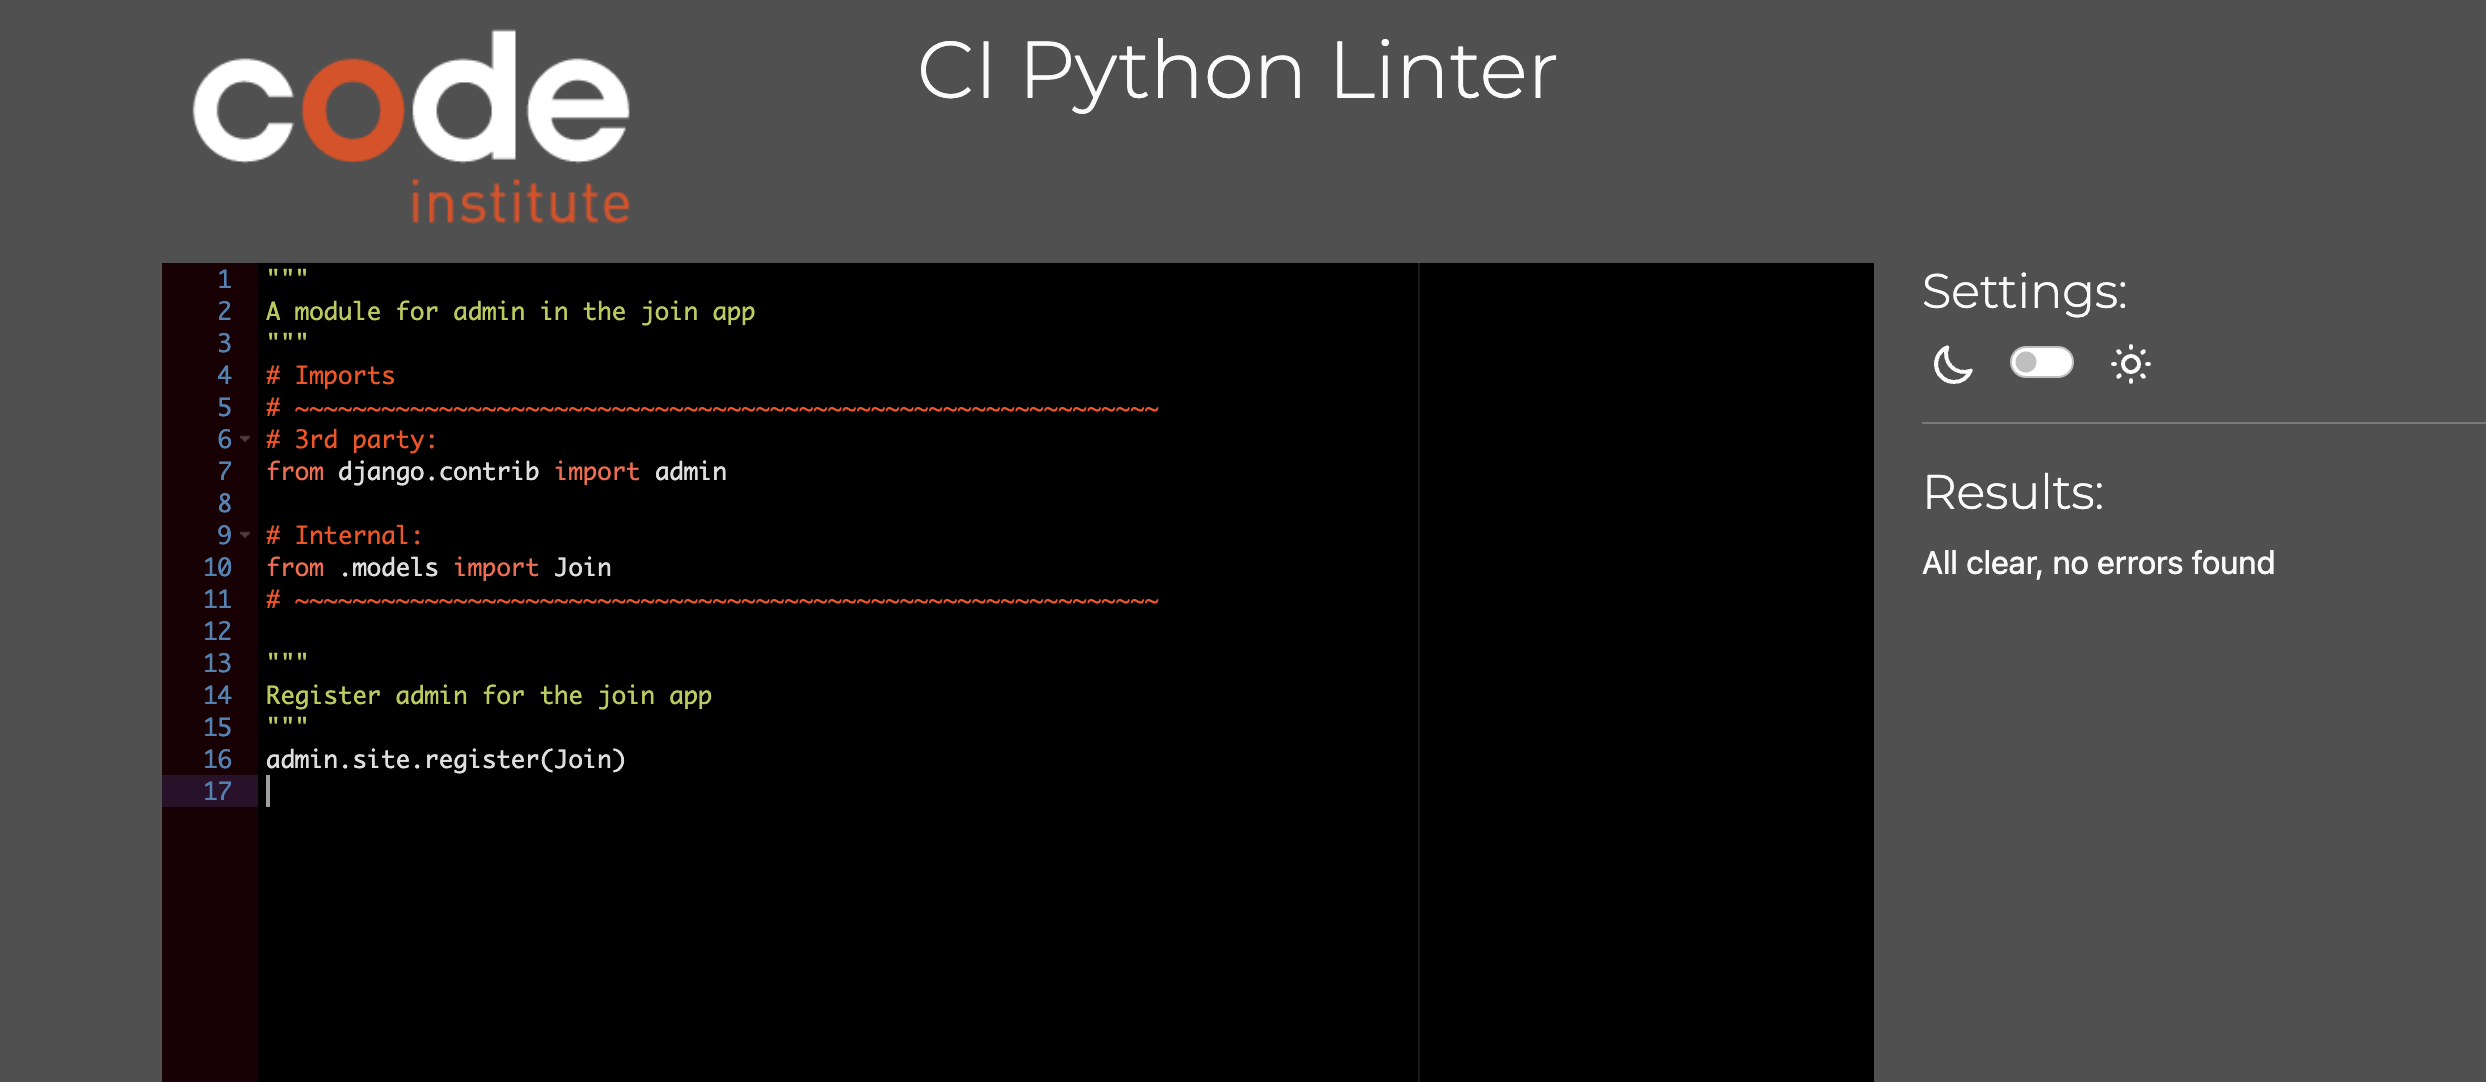 code
institute
CI Python Linter
1 """
2 A module for admin in the join app
3 """
4 # Imports
5 # ~~~~~~~~~~~~~~~~~~~~~~~~~~~~~~~~~~~~~~~~~~~~~~~~~~~~~~~~~~~~
6 # 3rd party:
7 from django.contrib import admin
8
9 # Internal:
10 from .models import Join
11 # ~~~~~~~~~~~~~~~~~~~~~~~~~~~~~~~~~~~~~~~~~~~~~~~~~~~~~~~~~~~~
12
13 """
14 Register admin for the join app
15 """
16 admin.site.register(Join)
17
Settings:
Results:
All clear, no errors found